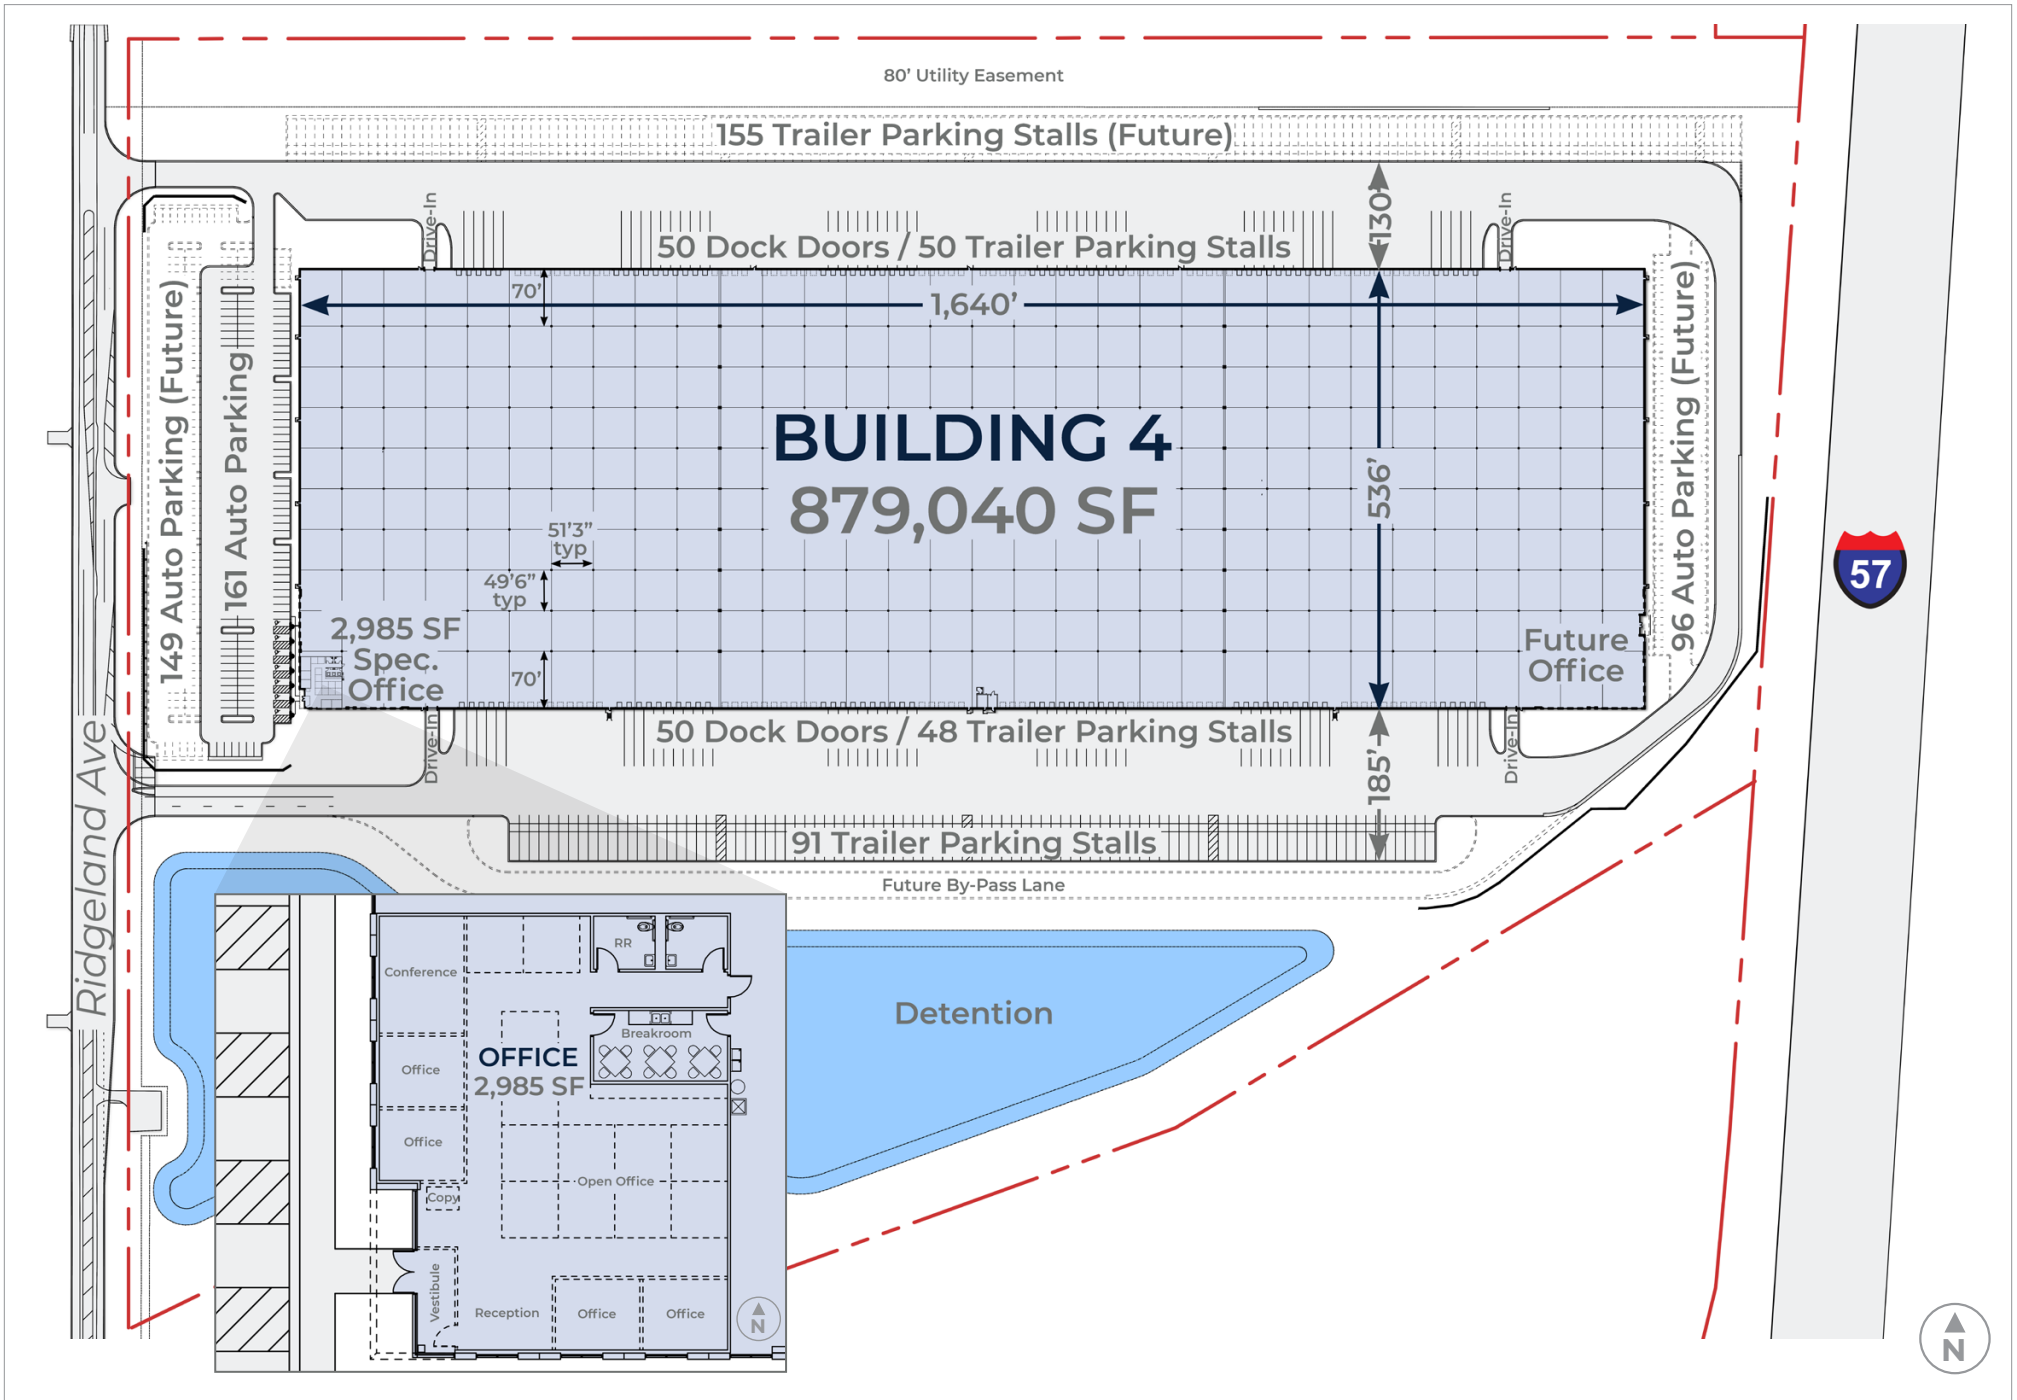 80’ Utility Easement
155 Trailer Parking Stalls (Future)
130’
Drive-In
Drive-In
50 Dock Doors / 50 Trailer Parking Stalls
70’
1,640’
149 Auto Parking (Future)
161 Auto Parking
BUILDING 4
879,040 SF
536’
96 Auto Parking (Future)
57
51’3”
typ
49’6”
typ
2,985 SF
Spec.
Office
70’
Future
Office
Drive-In
50 Dock Doors / 48 Trailer Parking Stalls
Drive-In
185’
Ridgeland Ave
91 Trailer Parking Stalls
Future By-Pass Lane
Detention
RR
Conference
Breakroom
OFFICE
2,985 SF
Office
Office
Open Office
Copy
Vestibule
Reception
Office
Office
N
N